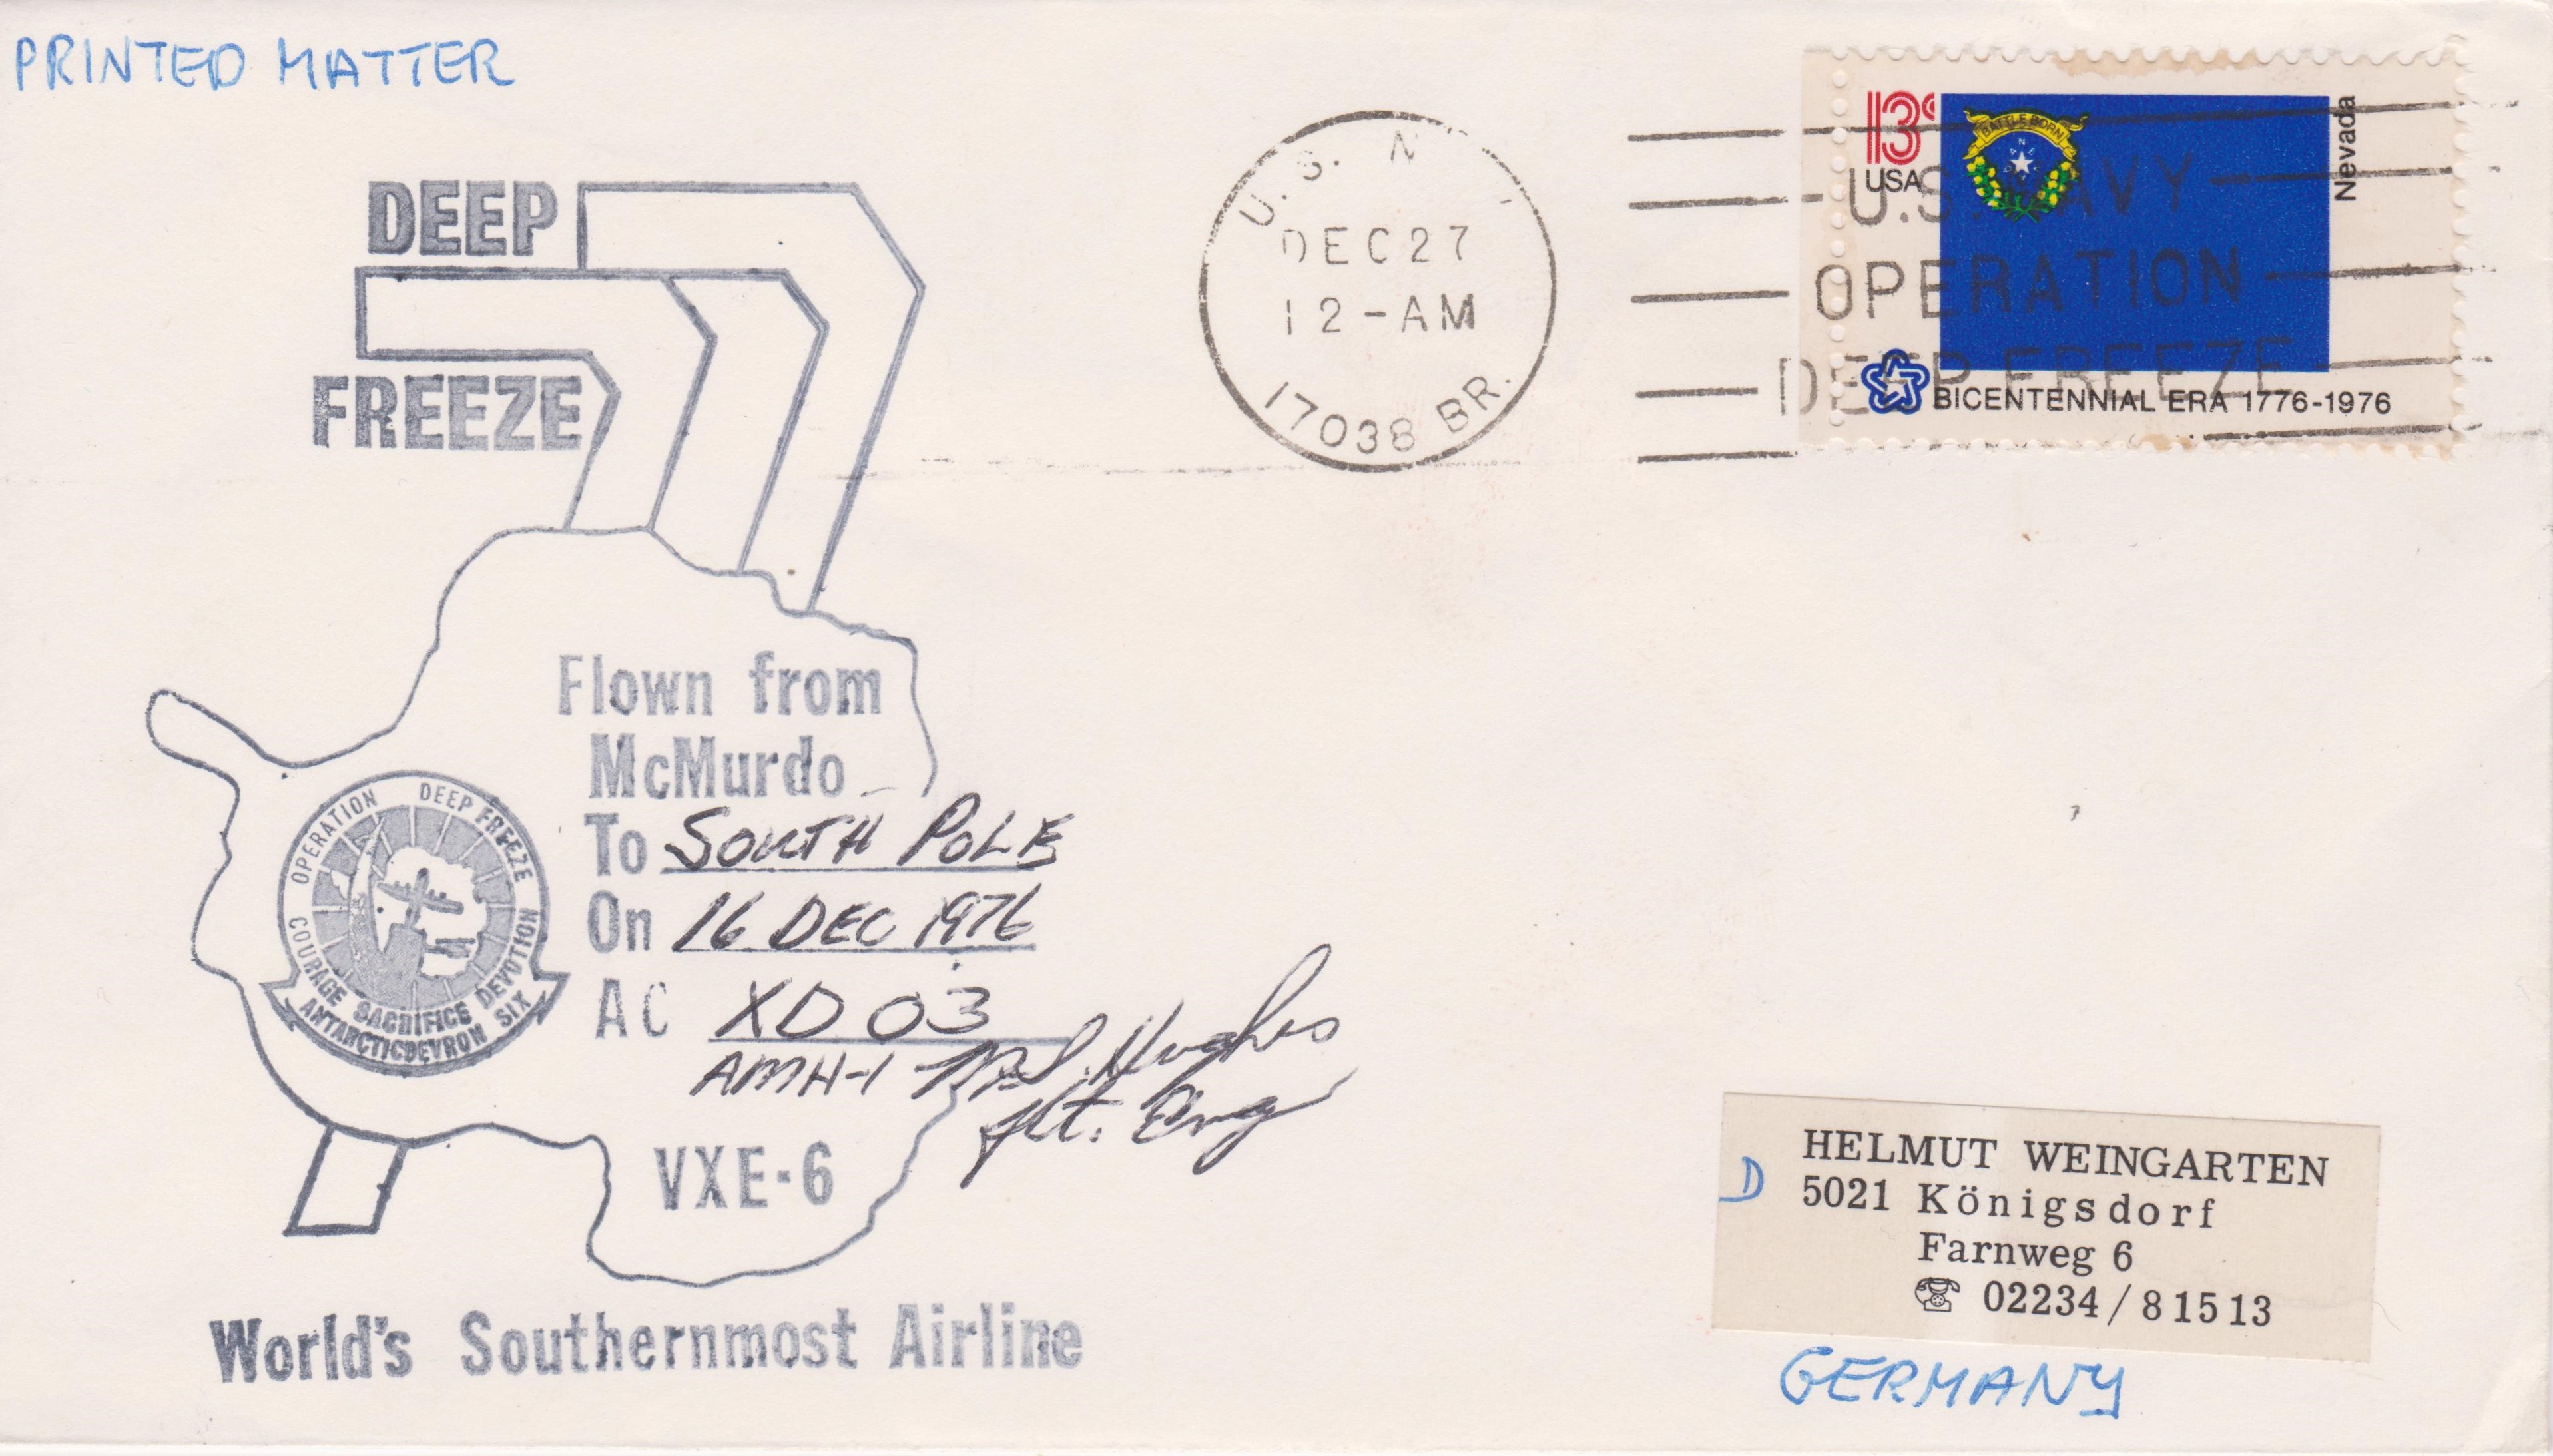 PRINTED MATTER
DEEP
FREEZE
U.S. N
DEC 27
12-AM
17038 BR.
13c
USA
BATTLE BORN
Nevada
U.S. NAVY
OPERATION
DEEP FREEZE
BICENTENNIAL ERA 1776-1976
Flown from
McMurdo
To SOUTH POLE
On 16 DEC 1976
AC XD 03
AMH-1 Hughes
flt. Eng
OPERATION DEEP FREEZE
COURAGE SACRIFICE DEVOTION
ANTARCTICDEVRON SIX
VXE-6
World's Southernmost Airline
D
HELMUT WEINGARTEN
5021 Königsdorf
Farnweg 6
☎ 02234/81513
GERMANY